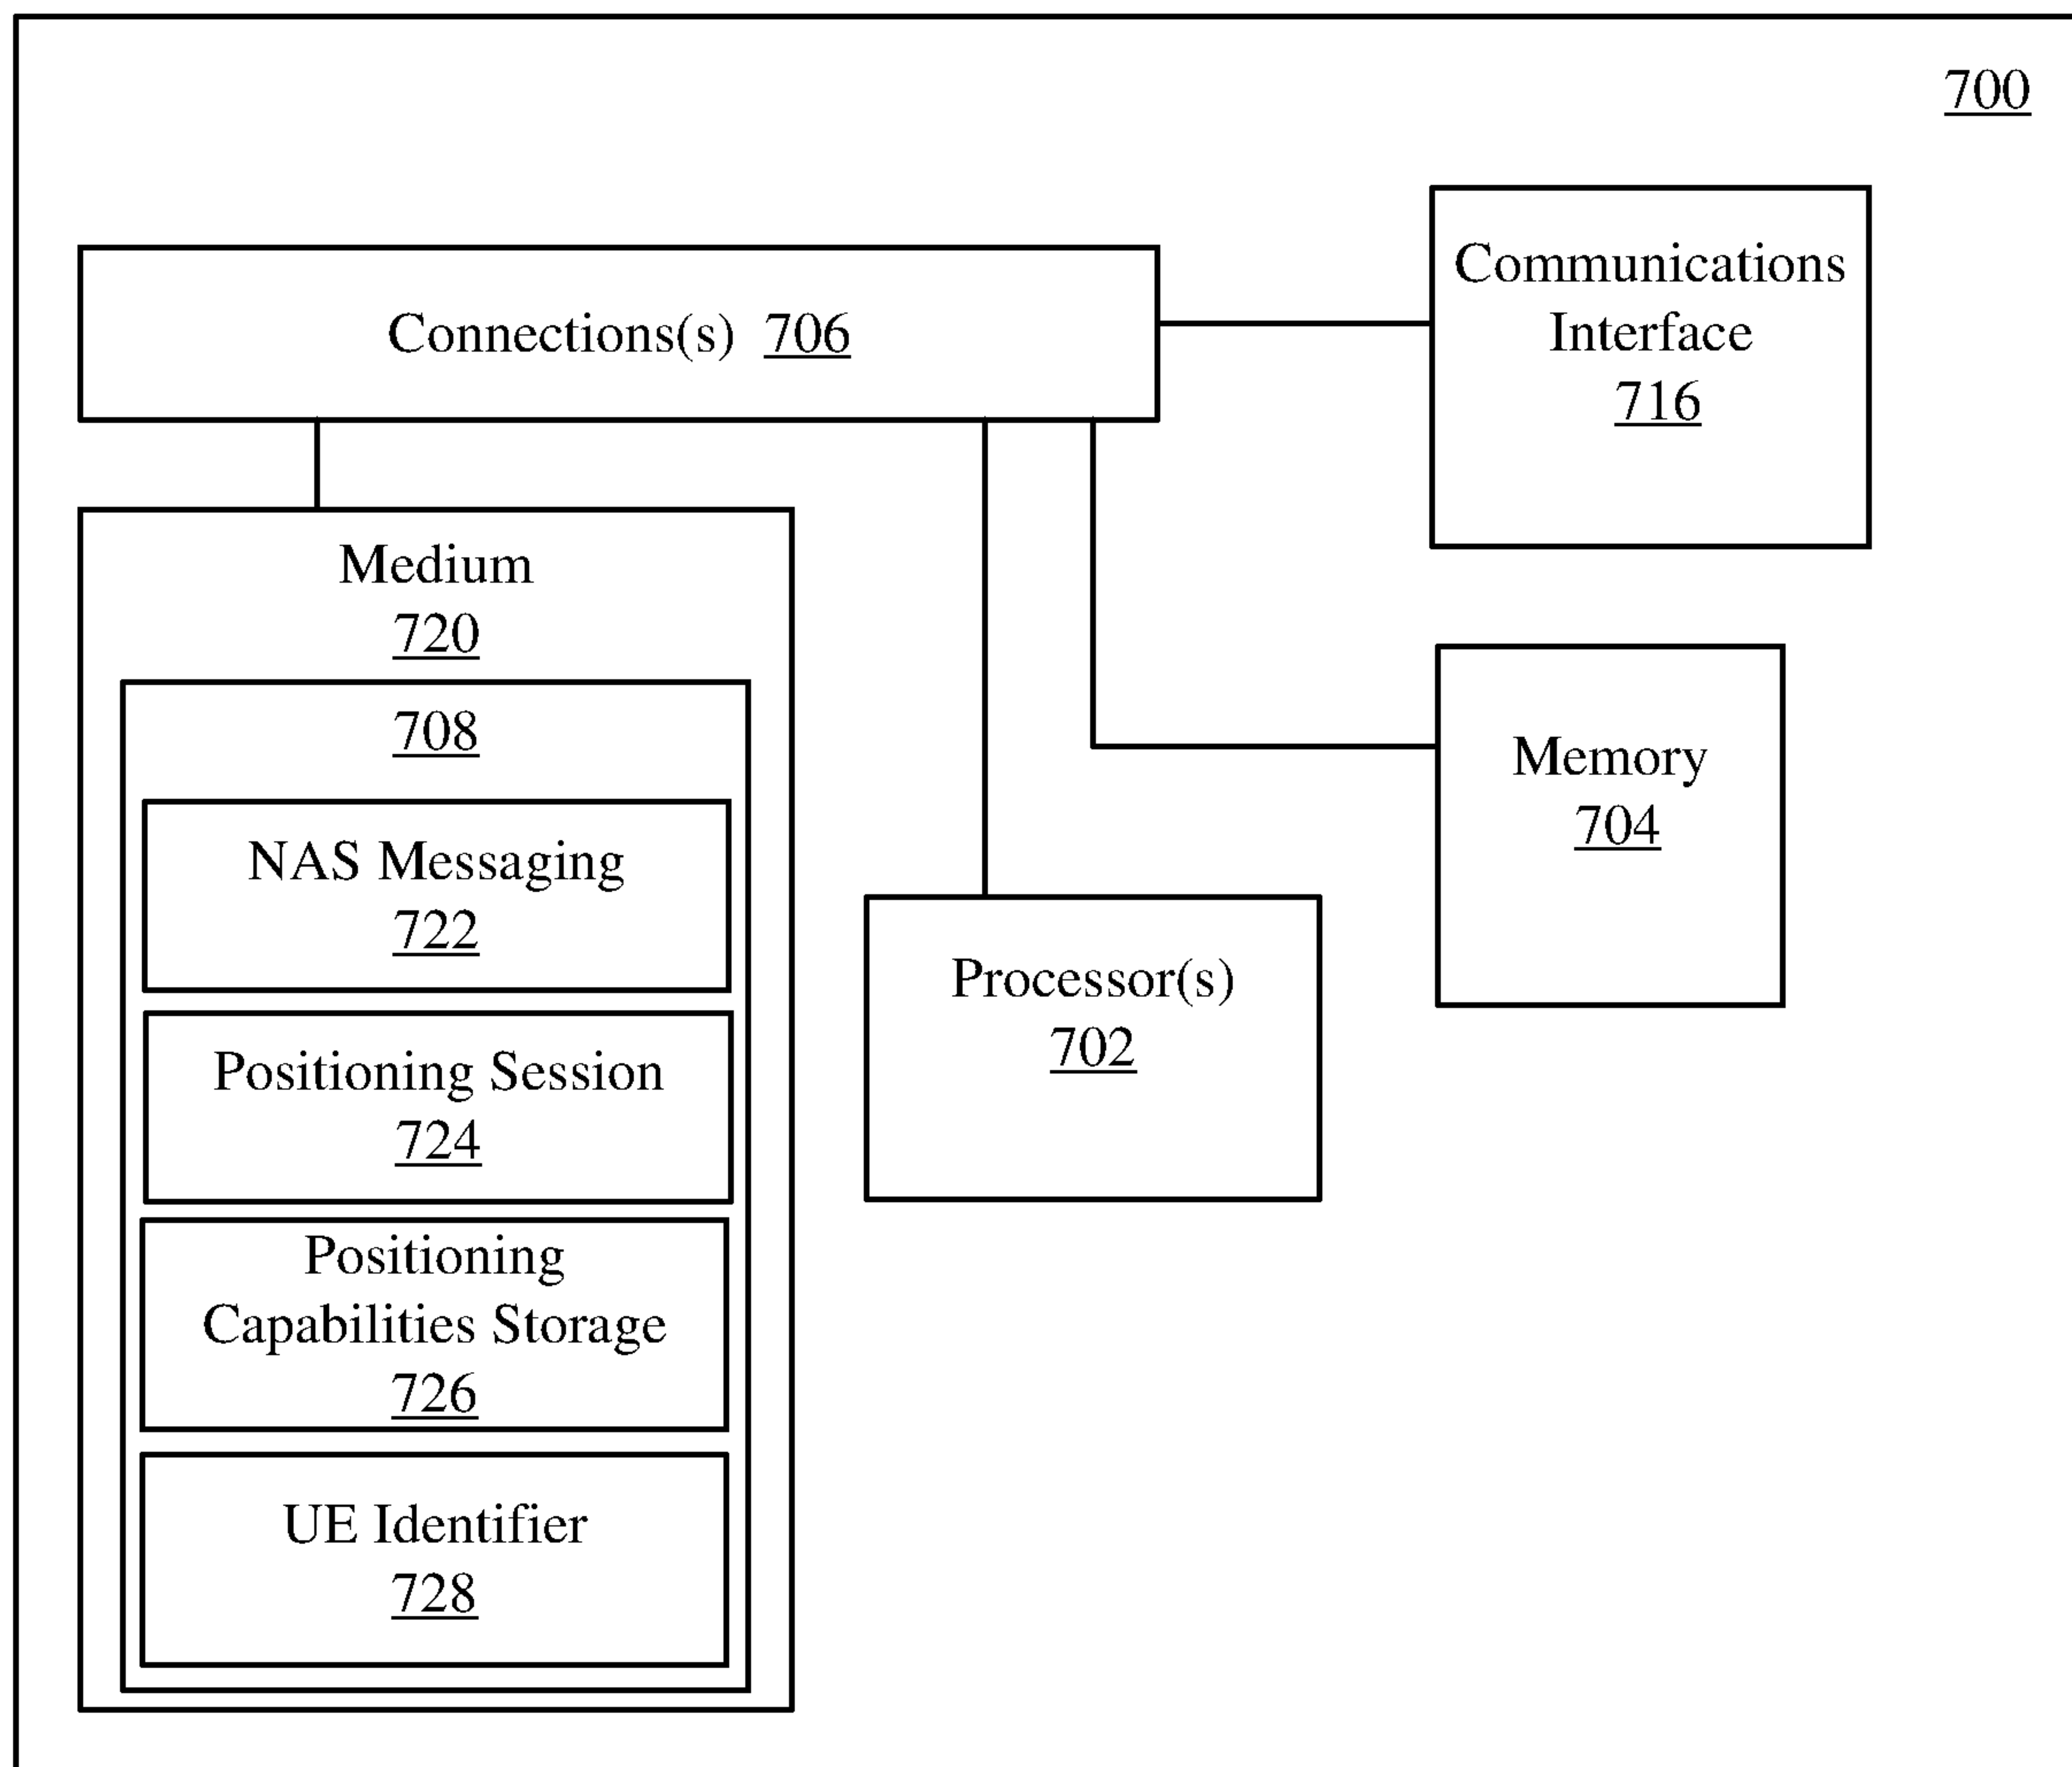 700
Connections(s) 706
Communications
Interface
716
Medium
720
708
NAS Messaging
722
Positioning Session
724
Positioning
Capabilities Storage
726
UE Identifier
728
Processor(s)
702
Memory
704